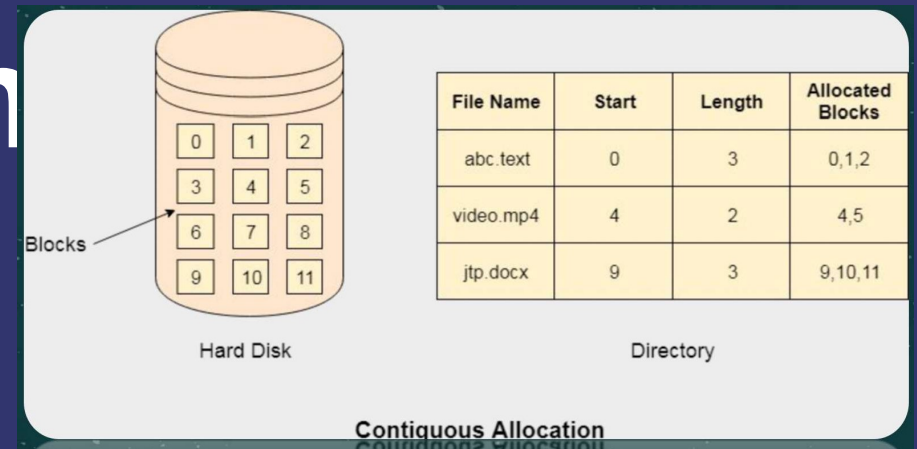 n
0 1 2
3 4 5
6 7 8
9 10 11
Blocks
Hard Disk
File Name Start Length Allocated Blocks
abc.text 0 3 0,1,2
video.mp4 4 2 4,5
jtp.docx 9 3 9,10,11
Directory
Contiguous Allocation